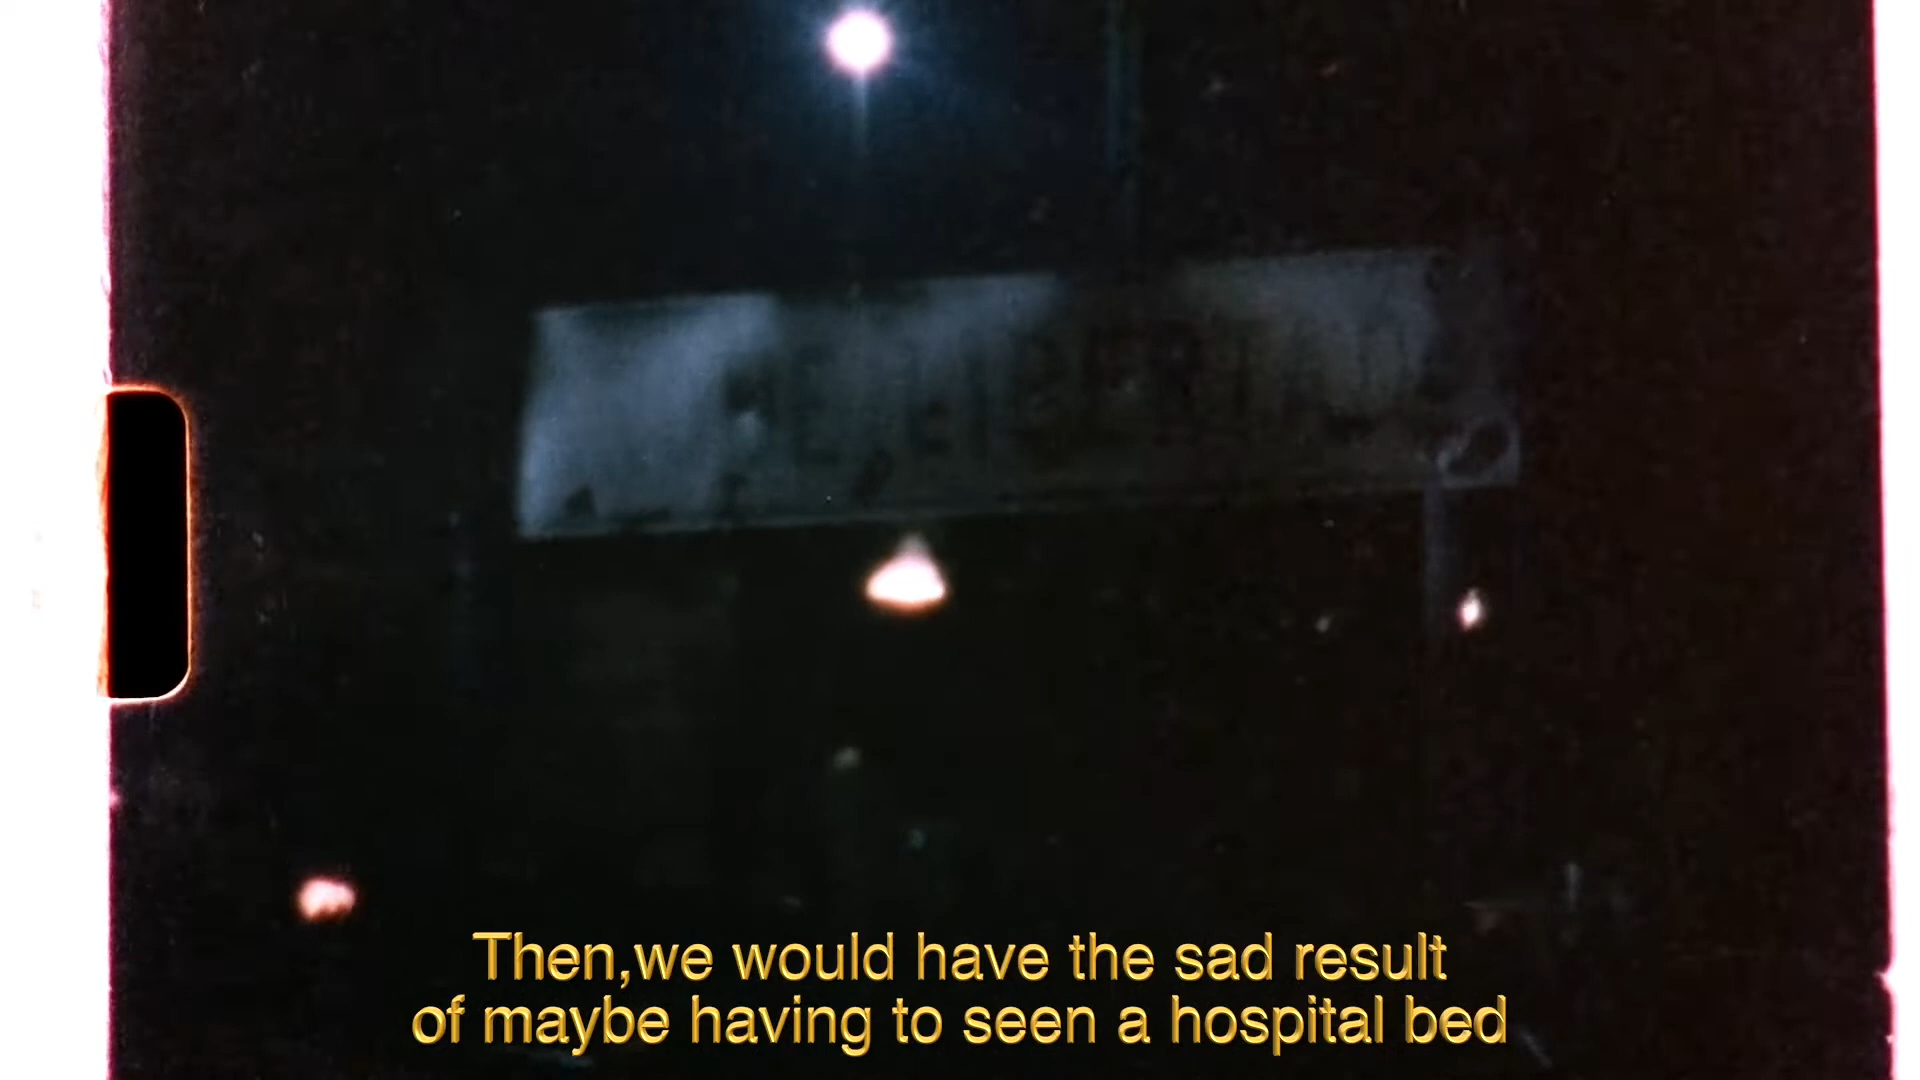 Then,we would have the sad result
of maybe having to seen a hospital bed